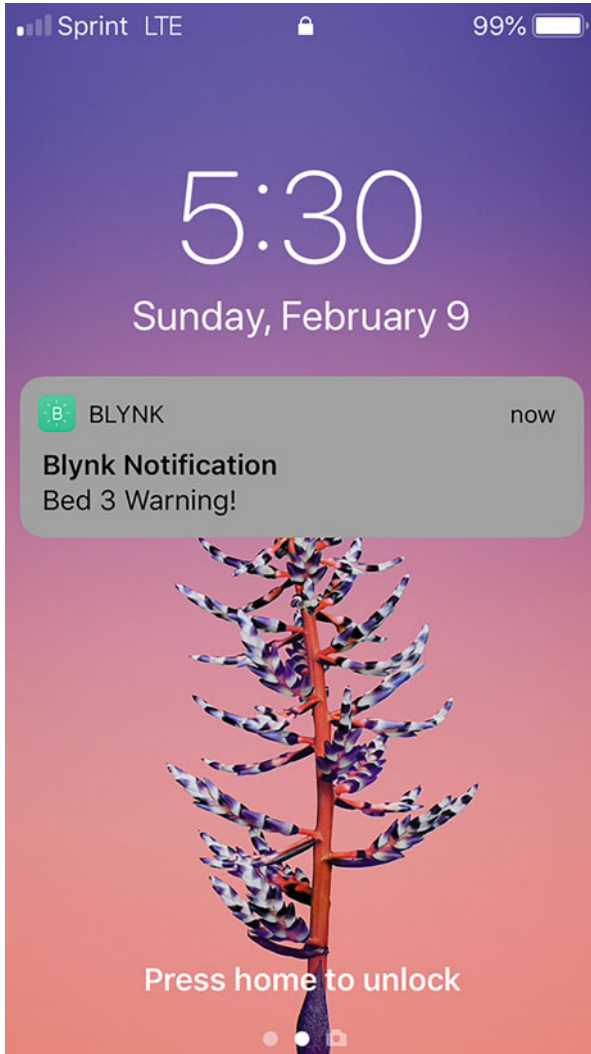 Sprint LTE 99%
5:30
Sunday, February 9
B BLYNK now
Blynk Notification
Bed 3 Warning!
Press home to unlock